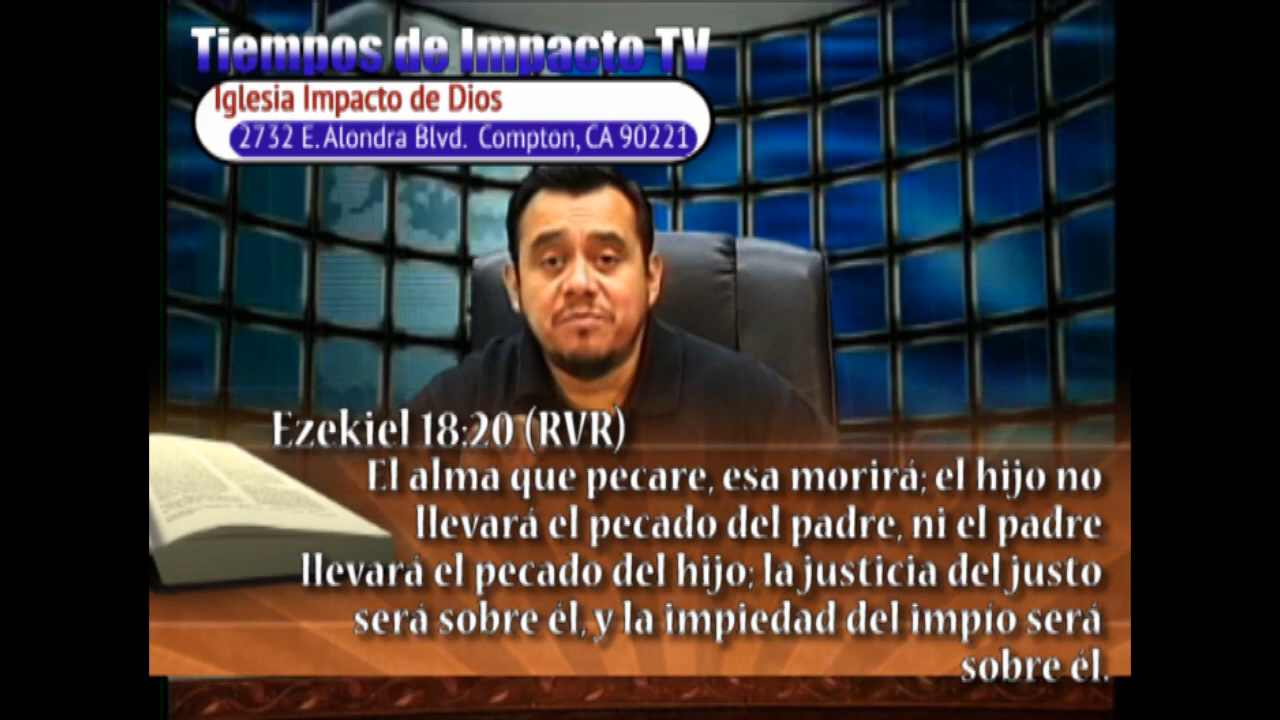 Tiempos de Impacto TV
Iglesia Impacto de Dios
2732 E. Alondra Blvd. Compton, CA 90221
Ezekiel 18:20 (RVR)
El alma que pecare, esa morirá; el hijo no
llevará el pecado del padre, ni el padre
llevará el pecado del hijo; la justicia del justo
será sobre él, y la impiedad del impío será
sobre él.